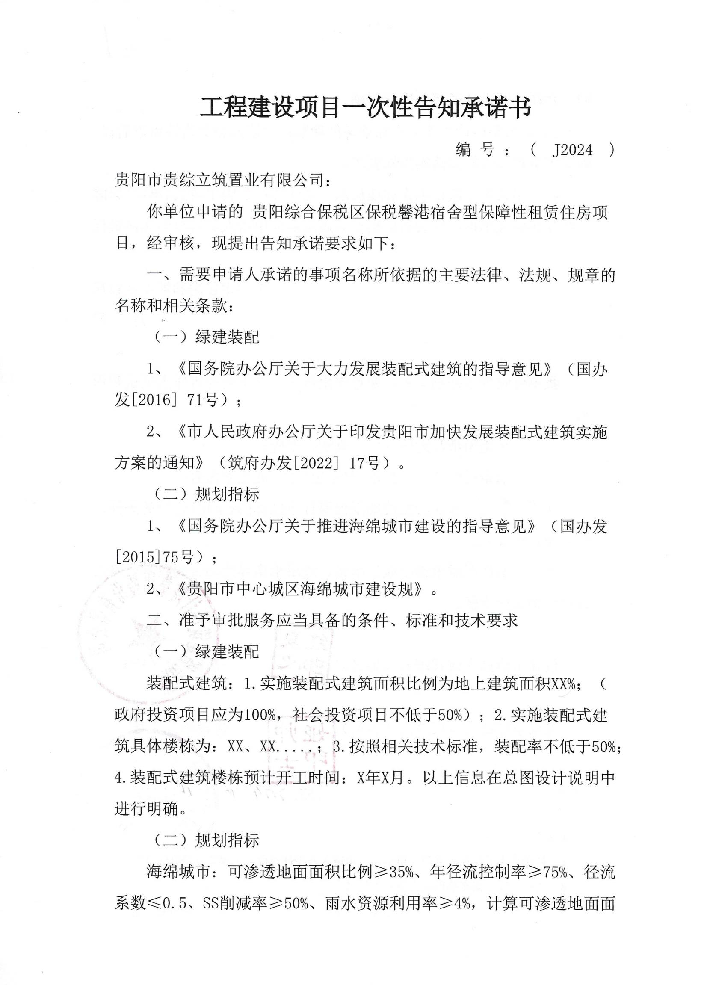 工程建设项目一次性告知承诺书
编 号 ： （ J2024 ）
贵阳市贵综立筑置业有限公司：
你单位申请的 贵阳综合保税区保税馨港宿舍型保障性租赁住房项
目，经审核，现提出告知承诺要求如下：
一、需要申请人承诺的事项名称所依据的主要法律、法规、规章的
名称和相关条款：
（一）绿建装配
1、《国务院办公厅关于大力发展装配式建筑的指导意见》（国办
发[2016] 71号）；
2、《市人民政府办公厅关于印发贵阳市加快发展装配式建筑实施
方案的通知》（筑府办发[2022] 17号）。
（二）规划指标
1、《国务院办公厅关于推进海绵城市建设的指导意见》（国办发
[2015]75号）；
2、《贵阳市中心城区海绵城市建设规》。
二、准予审批服务应当具备的条件、标准和技术要求
（一）绿建装配
装配式建筑：1.实施装配式建筑面积比例为地上建筑面积XX%；（
政府投资项目应为100%，社会投资项目不低于50%）；2.实施装配式建
筑具体楼栋为：XX、XX.....；3.按照相关技术标准，装配率不低于50%；
4.装配式建筑楼栋预计开工时间：X年X月。以上信息在总图设计说明中
进行明确。
（二）规划指标
海绵城市：可渗透地面面积比例≥35%、年径流控制率≥75%、径流
系数≤0.5、SS削减率≥50%、雨水资源利用率≥4%，计算可渗透地面面